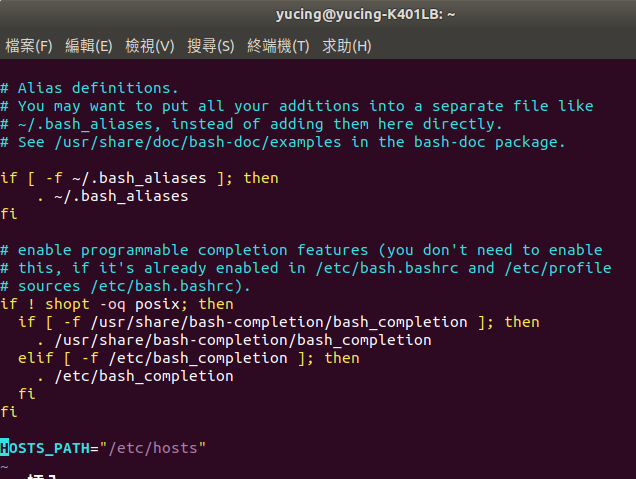 yucing@yucing-K401LB: ~
檔案(F) 編輯(E) 檢視(V) 搜尋(S) 終端機(T) 求助(H)
# Alias definitions.
# You may want to put all your additions into a separate file like
# ~/.bash_aliases, instead of adding them here directly.
# See /usr/share/doc/bash-doc/examples in the bash-doc package.
if [ -f ~/.bash_aliases ]; then
    . ~/.bash_aliases
fi
# enable programmable completion features (you don't need to enable
# this, if it's already enabled in /etc/bash.bashrc and /etc/profile
# sources /etc/bash.bashrc).
if ! shopt -oq posix; then
  if [ -f /usr/share/bash-completion/bash_completion ]; then
    . /usr/share/bash-completion/bash_completion
  elif [ -f /etc/bash_completion ]; then
    . /etc/bash_completion
  fi
fi
HOSTS_PATH="/etc/hosts"
~